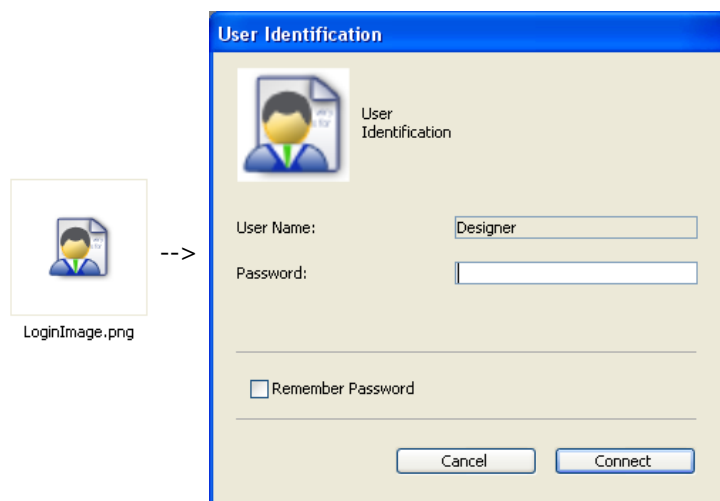 User Identification
User
Identification
LoginImage.png
-->
User Name:
Designer
Password:
Remember Password
Cancel
Connect